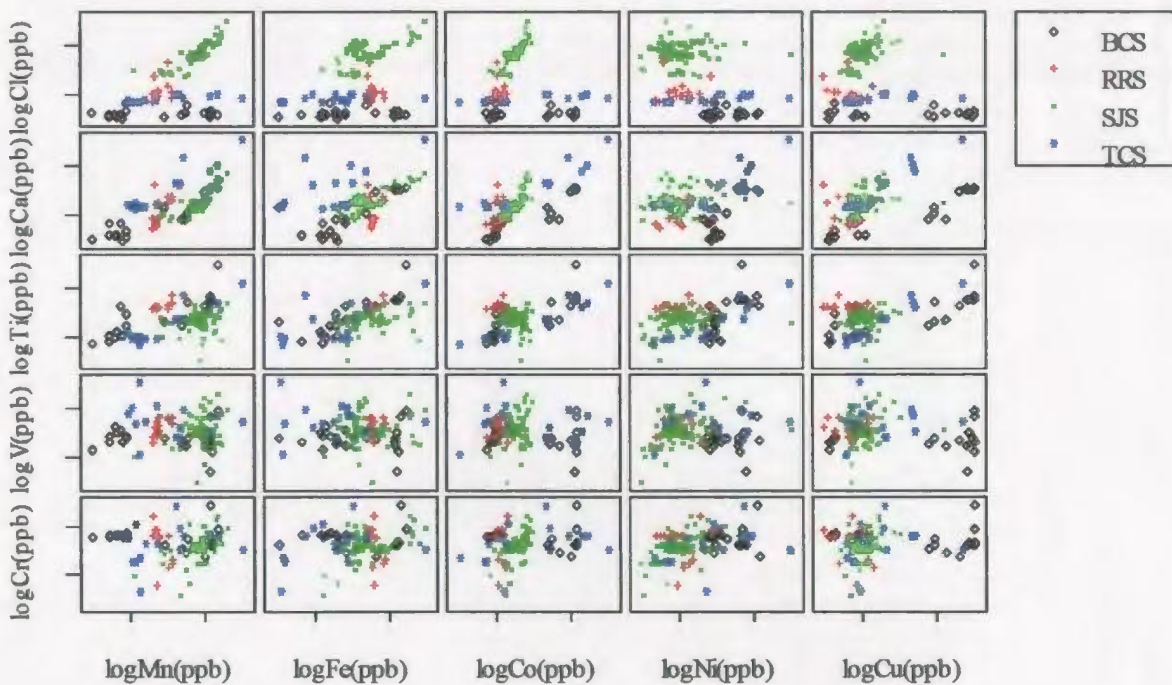 BCS
RRS
SJS
TCS
logCl(ppb)
logCa(ppb)
logTi(ppb)
logV(ppb)
logCr(ppb)
logMn(ppb)
logFe(ppb)
logCo(ppb)
logNi(ppb)
logCu(ppb)